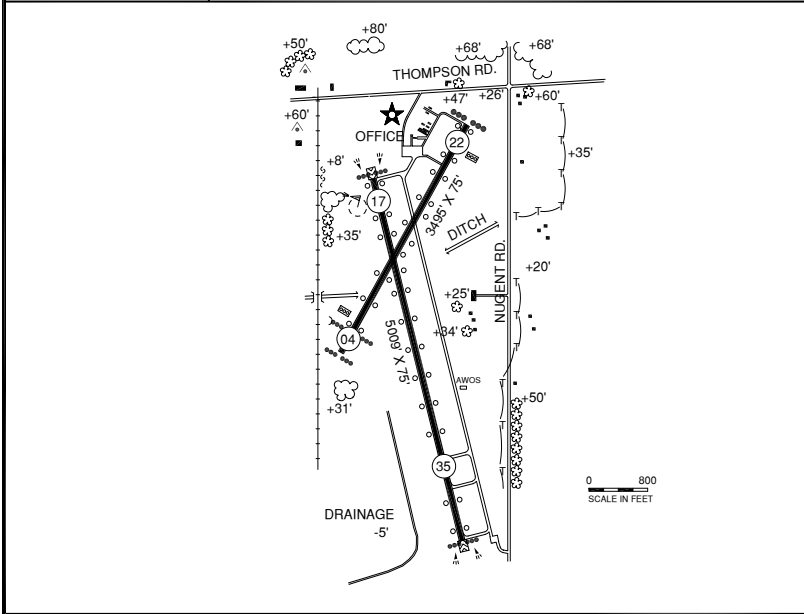 +80'
+50'
+68'
+68'
THOMPSON RD.
+47'
+26'
+60'
+60'
OFFICE
22
+35'
+8'
17
3495' X 75'
+35'
DITCH
NUGENT RD.
+20'
+25'
04
5009' X 75'
+34'
AWOS
+31'
+50'
35
0 800
SCALE IN FEET
DRAINAGE
-5'